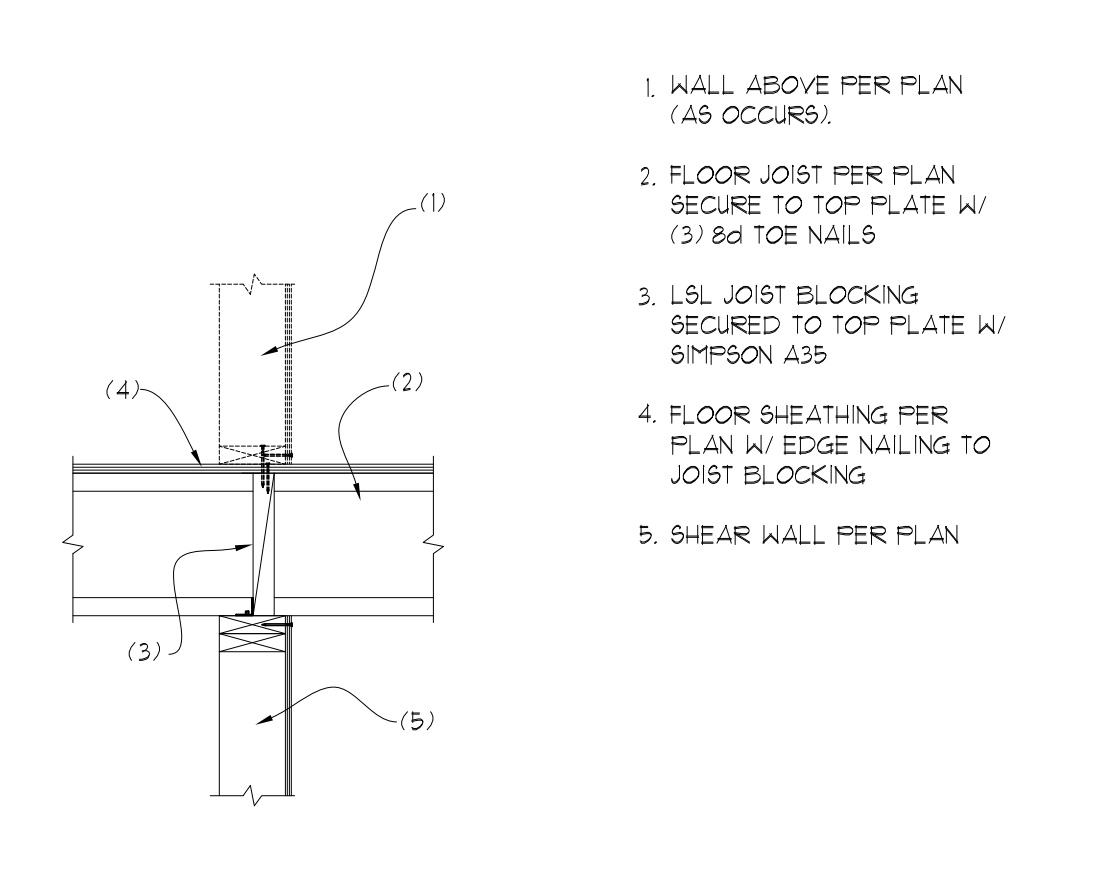 1. WALL ABOVE PER PLAN
(AS OCCURS).
2. FLOOR JOIST PER PLAN
SECURE TO TOP PLATE W/
(3) 8d TOE NAILS
3. LSL JOIST BLOCKING
SECURED TO TOP PLATE W/
SIMPSON A35
4. FLOOR SHEATHING PER
PLAN W/ EDGE NAILING TO
JOIST BLOCKING
5. SHEAR WALL PER PLAN
(1)
(2)
(4)
(3)
(5)